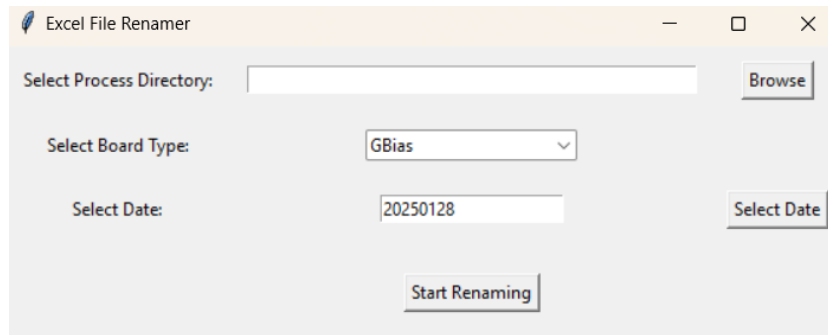 Excel File Renamer
Select Process Directory: Browse
Select Board Type: GBias
Select Date: 20250128 Select Date
Start Renaming